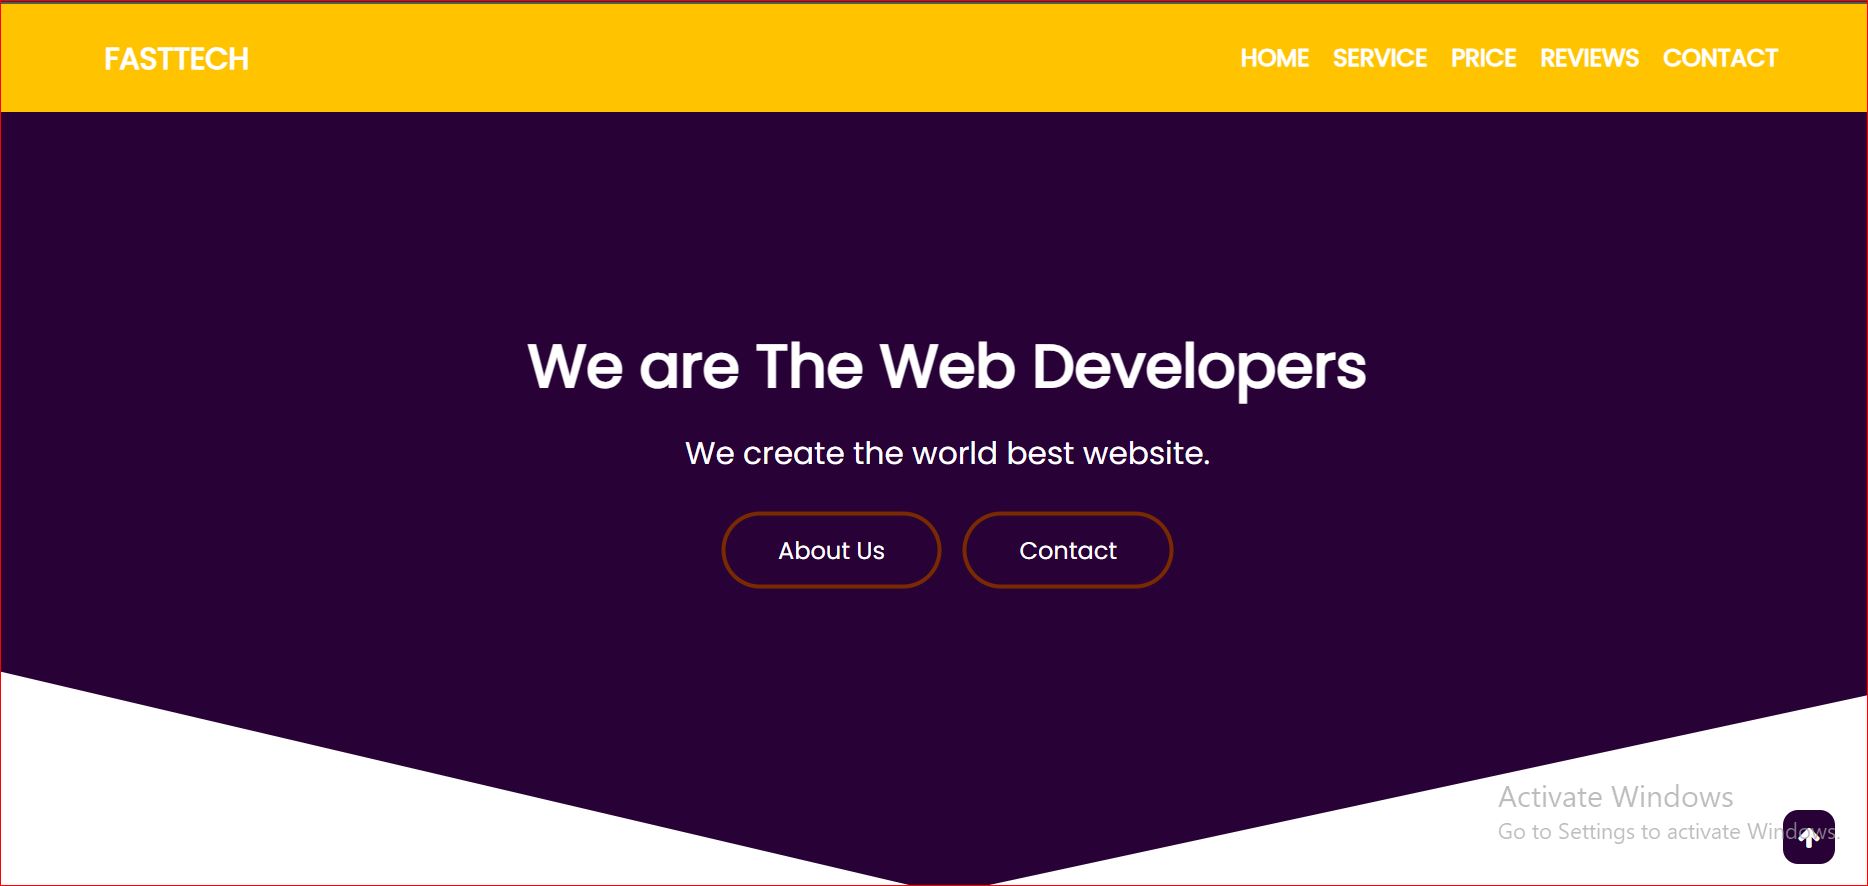 FASTTECH
HOME SERVICE PRICE REVIEWS CONTACT
We are The Web Developers
We create the world best website.
About Us
Contact
Activate Windows
Go to Settings to activate Windows.